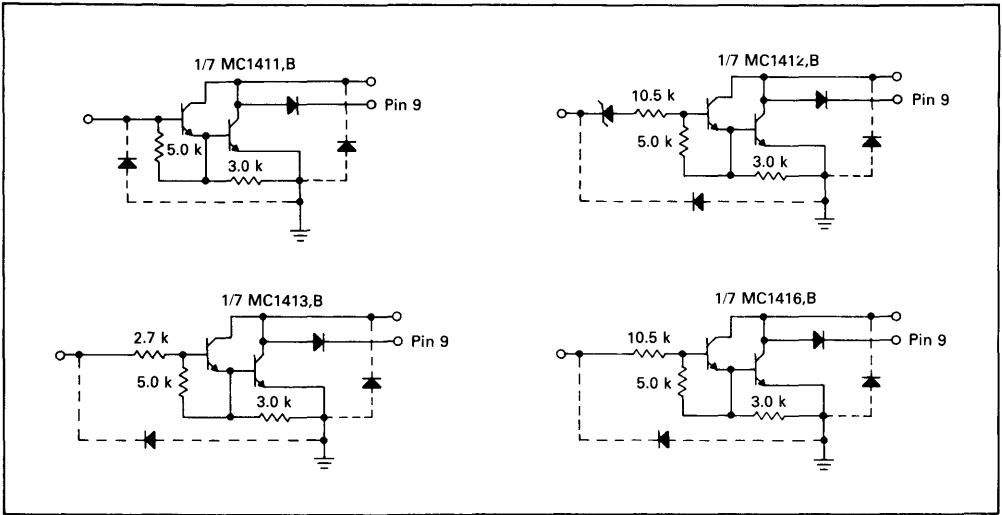 1/7 MC1411,B
Pin 9
5.0 k
3.0 k
1/7 MC1412,B
10.5 k
Pin 9
5.0 k
3.0 k
1/7 MC1413,B
2.7 k
Pin 9
5.0 k
3.0 k
1/7 MC1416,B
10.5 k
Pin 9
5.0 k
3.0 k